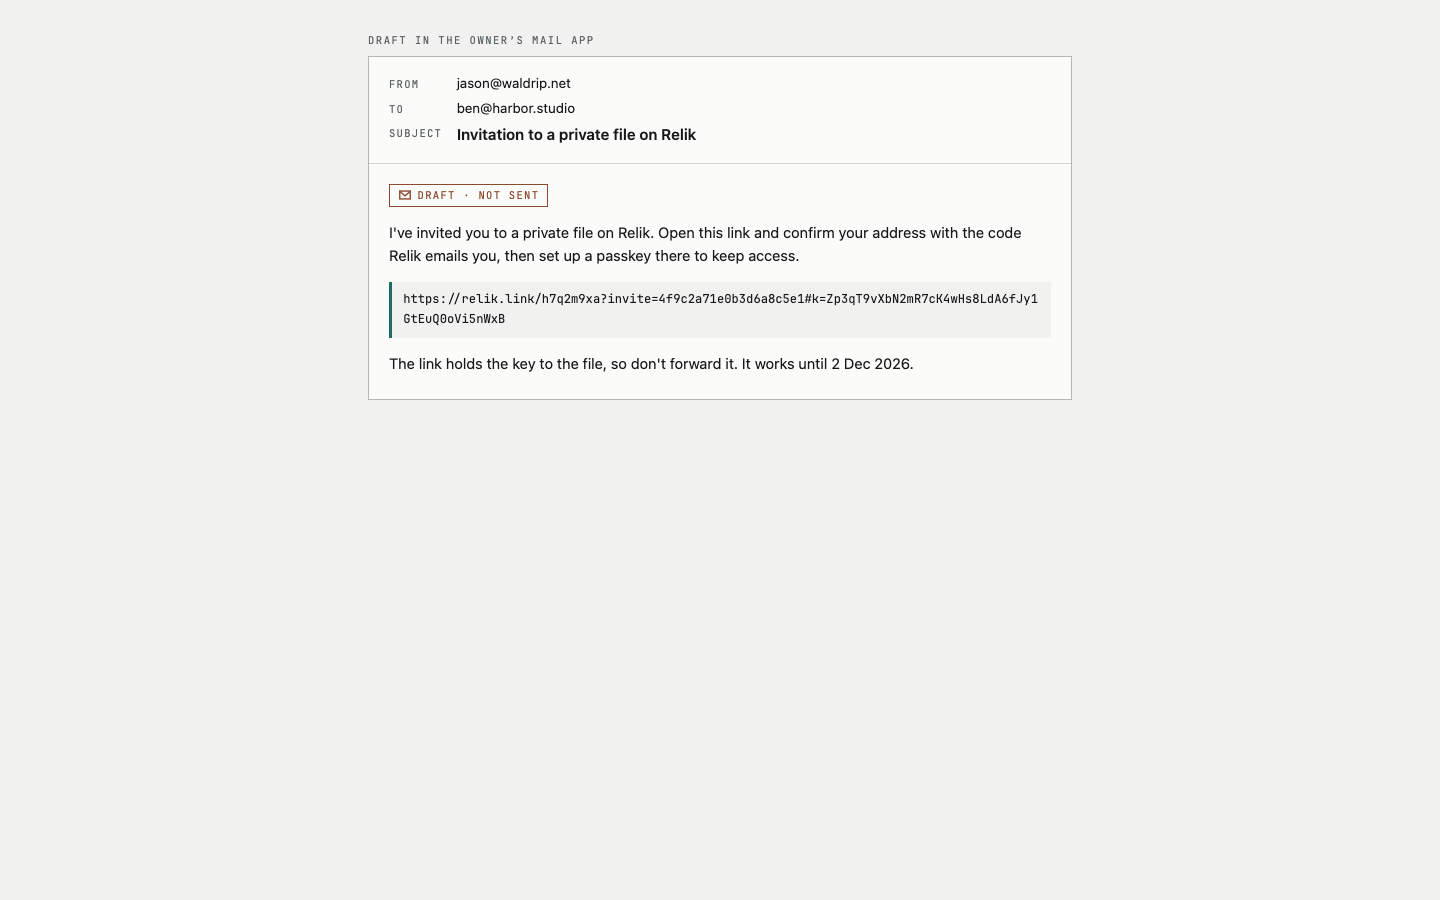 DRAFT IN THE OWNER’S MAIL APP
FROM jason@waldrip.net
TO ben@harbor.studio
SUBJECT Invitation to a private file on Relik
DRAFT · NOT SENT
I've invited you to a private file on Relik. Open this link and confirm your address with the code
Relik emails you, then set up a passkey there to keep access.
https://relik.link/h7q2m9xa?invite=4f9c2a71e0b3d6a8c5e1#k=Zp3qT9vXbN2mR7cK4wHs8LdA6fJy1
GtEuQ0oVi5nWxB
The link holds the key to the file, so don't forward it. It works until 2 Dec 2026.